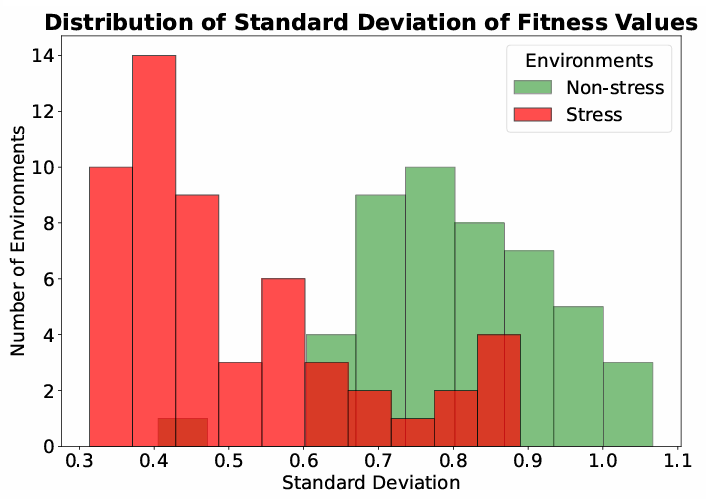 Distribution of Standard Deviation of Fitness Values
Number of Environments
14
12
10
8
6
4
2
0
Environments
Non-stress
Stress
0.3 0.4 0.5 0.6 0.7 0.8 0.9 1.0 1.1
Standard Deviation